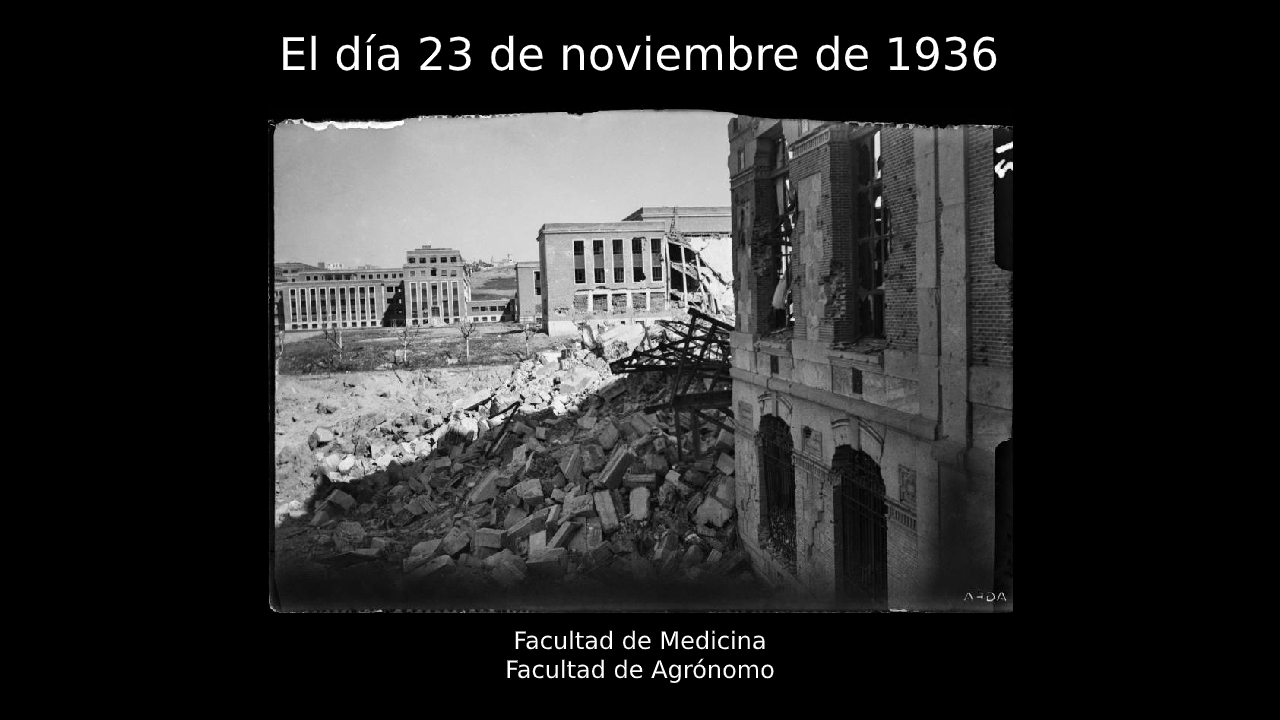 El día 23 de noviembre de 1936
Facultad de Medicina
Facultad de Agrónomo